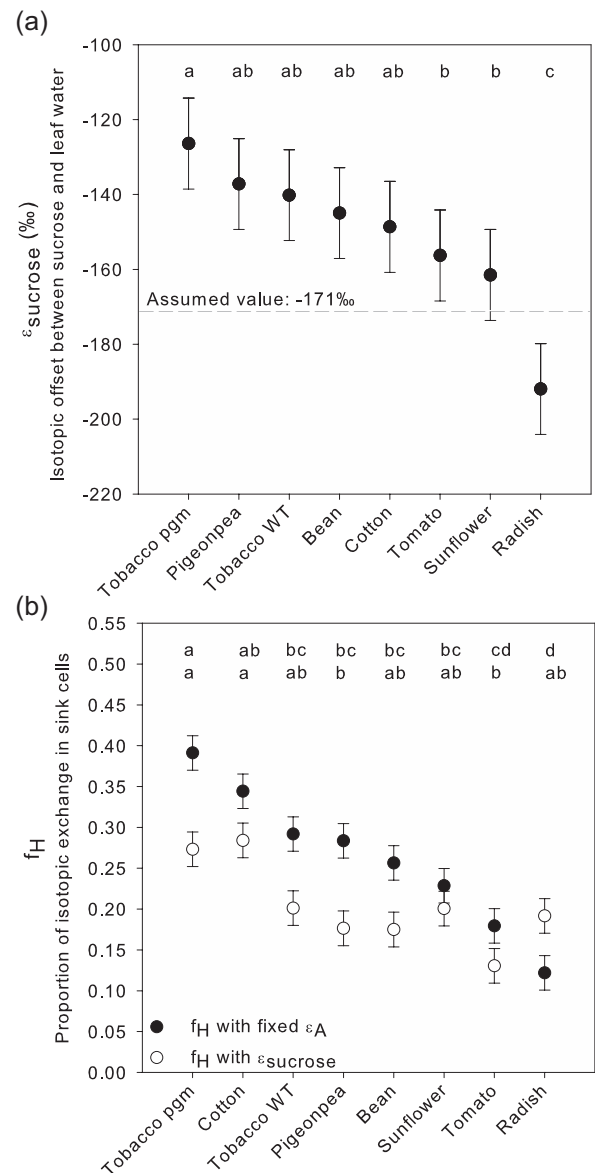 (a)
-100
-120
-140
-160
-180
-200
-220
a ab ab ab ab b b c
Assumed value: -171‰
εsucrose (‰)
Isotopic offset between sucrose and leaf water
Tobacco pgm
Pigeonpea
Tobacco WT
Bean
Cotton
Tomato
Sunflower
Radish
(b)
0.55
0.50
0.45
0.40
0.35
0.30
0.25
0.20
0.15
0.10
0.05
0.00
a ab bc bc bc bc cd d
a a ab b ab ab b ab
fH
Proportion of isotopic exchange in sink cells
fH with fixed εA
fH with εsucrose
Tobacco pgm
Cotton
Tobacco WT
Pigeonpea
Bean
Sunflower
Tomato
Radish